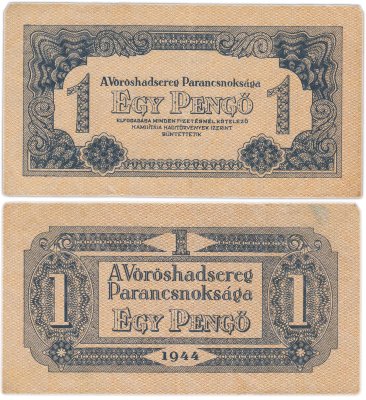 1
A Vöröshadsereg Parancsnoksága
EGY PENGŐ
ELFOGADÁSA MINDEN FIZETÉSNÉL KÖTELEZŐ
HAMISÍTÓIA HADITÖRVÉNYEK SZERINT
BÜNTETTETIK
1
1
A Vöröshadsereg
Parancsnoksága
EGY PENGŐ
1944
1
1